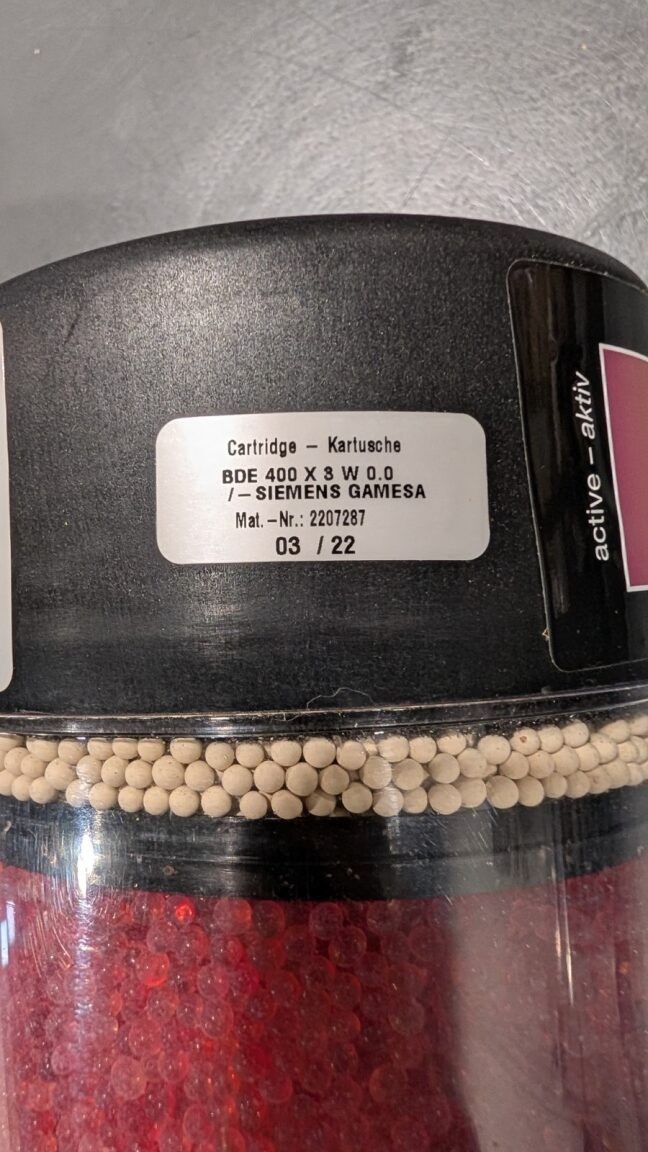 Cartridge – Kartusche
BDE 400 X 3 W 0.0
/–SIEMENS GAMESA
Mat.–Nr.: 2207287
03 / 22
active – aktiv